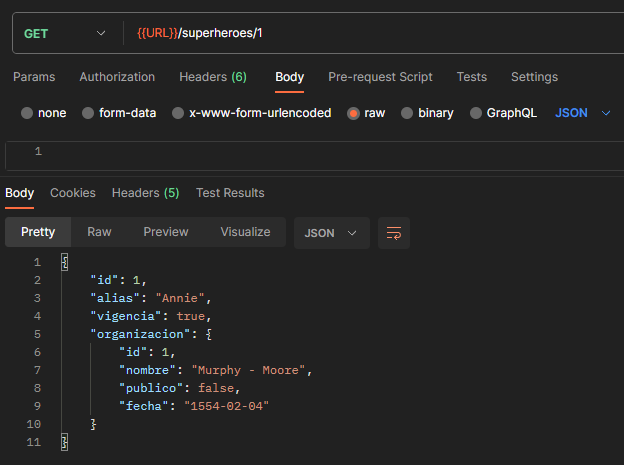 GET {{URL}}/superheroes/1
Params Authorization Headers (6) Body Pre-request Script Tests Settings
none form-data x-www-form-urlencoded raw binary GraphQL JSON
1
Body Cookies Headers (5) Test Results
Pretty Raw Preview Visualize JSON
1 {
2 "id": 1,
3 "alias": "Annie",
4 "vigencia": true,
5 "organizacion": {
6 "id": 1,
7 "nombre": "Murphy - Moore",
8 "publico": false,
9 "fecha": "1554-02-04"
10 }
11 }